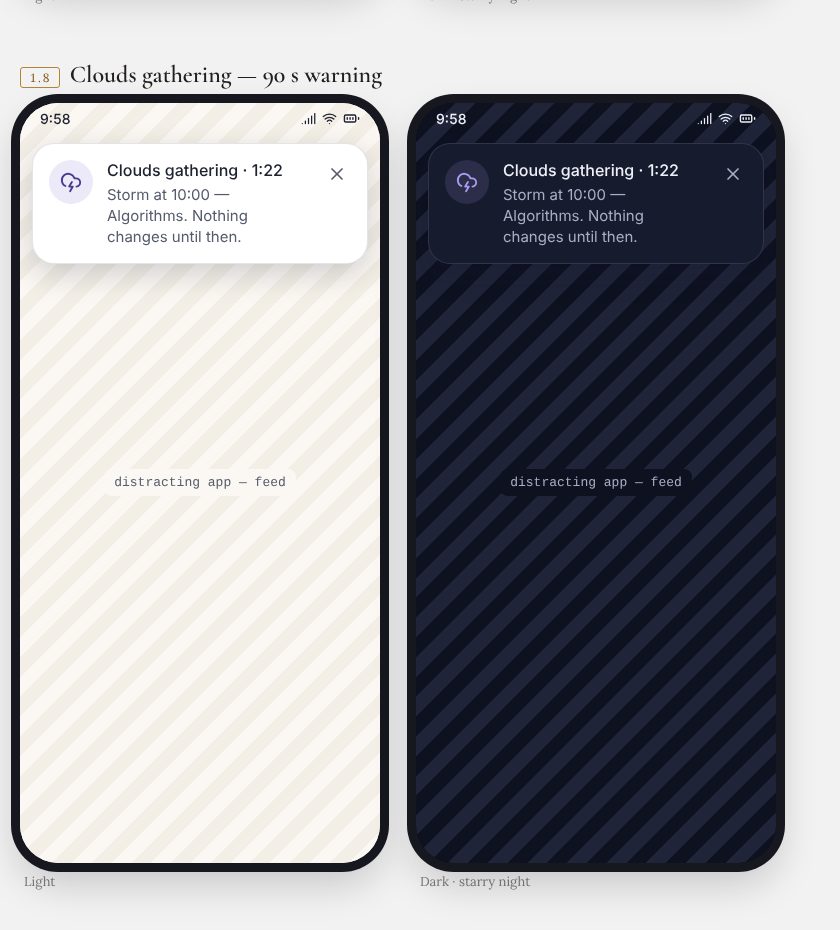 1.8 Clouds gathering — 90 s warning
9:58
Clouds gathering · 1:22
Storm at 10:00 —
Algorithms. Nothing
changes until then.
distracting app — feed
Light
9:58
Clouds gathering · 1:22
Storm at 10:00 —
Algorithms. Nothing
changes until then.
distracting app — feed
Dark · starry night